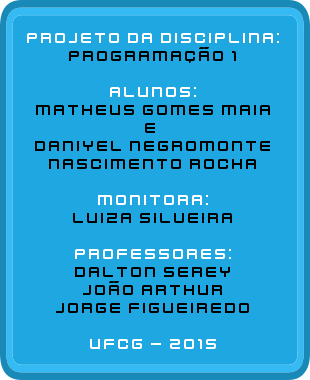 PROJETO DA DISCIPLINA:
PROGRAMAÇÃO 1
ALUNOS:
MATHEUS GOMES MAIA
E
DANIYEL NEGROMONTE
NASCIMENTO ROCHA
MONITORA:
LUIZA SILVEIRA
PROFESSORES:
DALTON SEREY
JOÃO ARTHUR
JORGE FIGUEIREDO
UFCG – 2015